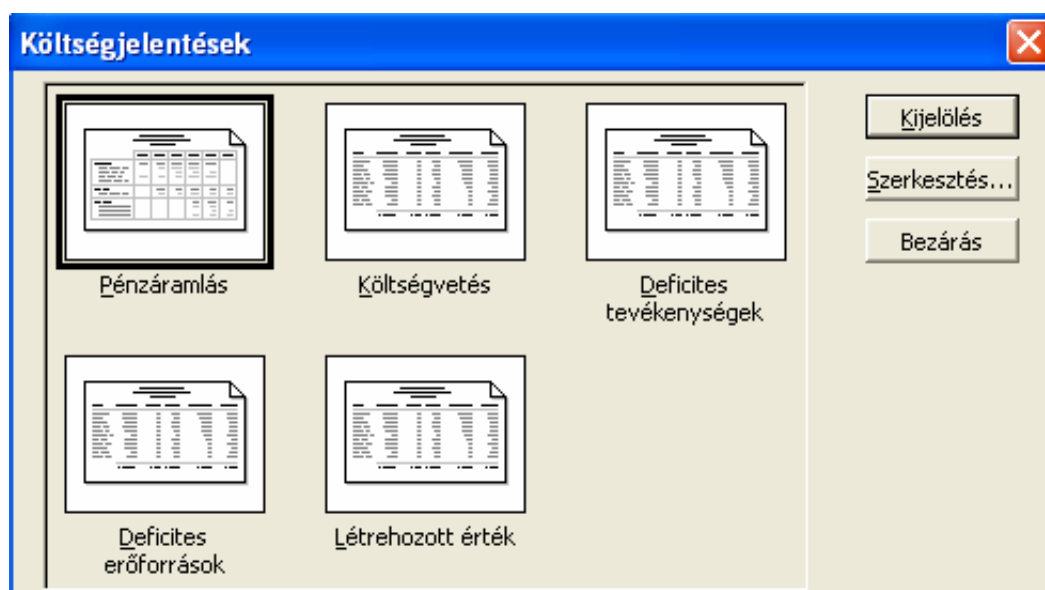 Költségjelentések
Kijelölés
Szerkesztés...
Bezárás
Pénzáramlás
Költségvetés
Deficites
tevékenységek
Deficites
erőforrások
Létrehozott érték